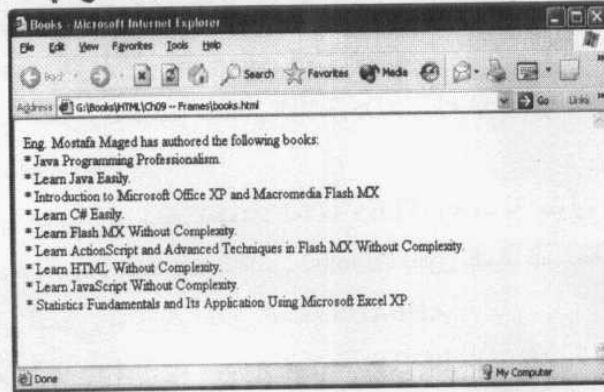 Books - Microsoft Internet Explorer
File Edit View Favorites Tools Help
Back Search Favorites Media
Address G:\Books\HTML\Ch09 -- Frames\books.html Go Links »
Eng. Mostafa Maged has authored the following books:
* Java Programming Professionalism.
* Learn Java Easily.
* Introduction to Microsoft Office XP and Macromedia Flash MX
* Learn C# Easily.
* Learn Flash MX Without Complexity.
* Learn ActionScript and Advanced Techniques in Flash MX Without Complexity.
* Learn HTML Without Complexity.
* Learn JavaScript Without Complexity.
* Statistics Fundamentals and Its Application Using Microsoft Excel XP.
Done My Computer